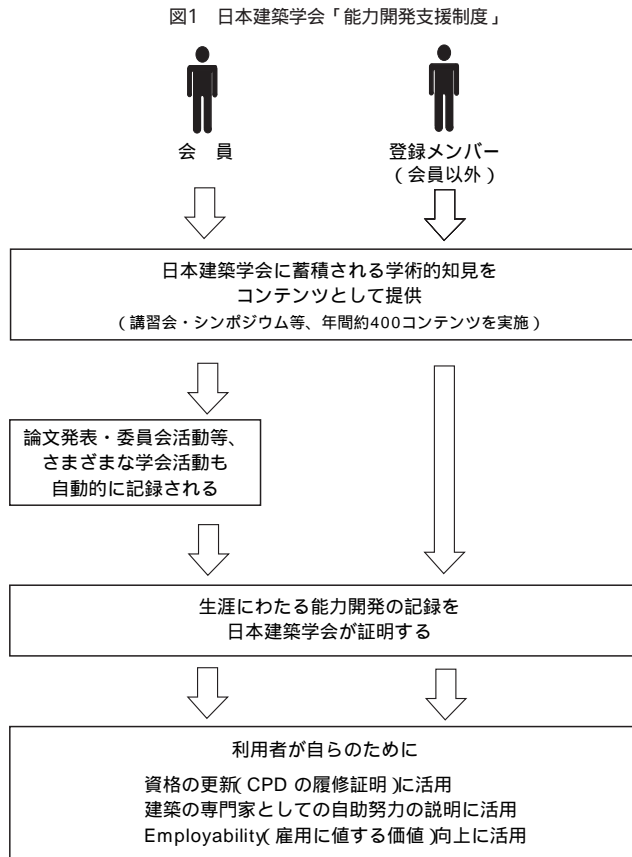 図1 日本建築学会「能力開発支援制度」
会 員
登録メンバー
(会員以外)
日本建築学会に蓄積される学術的知見を
コンテンツとして提供
(講習会・シンポジウム等、年間約400コンテンツを実施)
論文発表・委員会活動等、
さまざまな学会活動も
自動的に記録される
生涯にわたる能力開発の記録を
日本建築学会が証明する
利用者が自らのために
資格の更新(CPD の履修証明)に活用
建築の専門家としての自助努力の説明に活用
Employability(雇用に値する価値)向上に活用